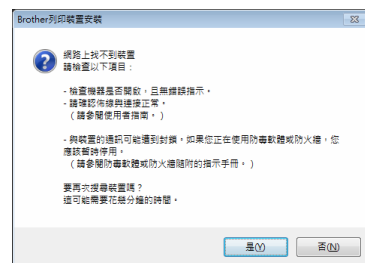 Brother列印裝置安裝
網路上找不到裝置
請檢查以下項目：
- 檢查機器是否開啟，且無錯誤指示。
- 請確認佈線與連接正常。
（請參閱使用者指南。）
- 與裝置的通訊可能遭到封鎖。如果您正在使用防毒軟體或防火牆，您
應該暫時停用。
（請參閱防毒軟體或防火牆隨附的指示手冊。）
要再次搜尋裝置嗎？
這可能需要花幾分鐘的時間。
是(Y)
否(N)